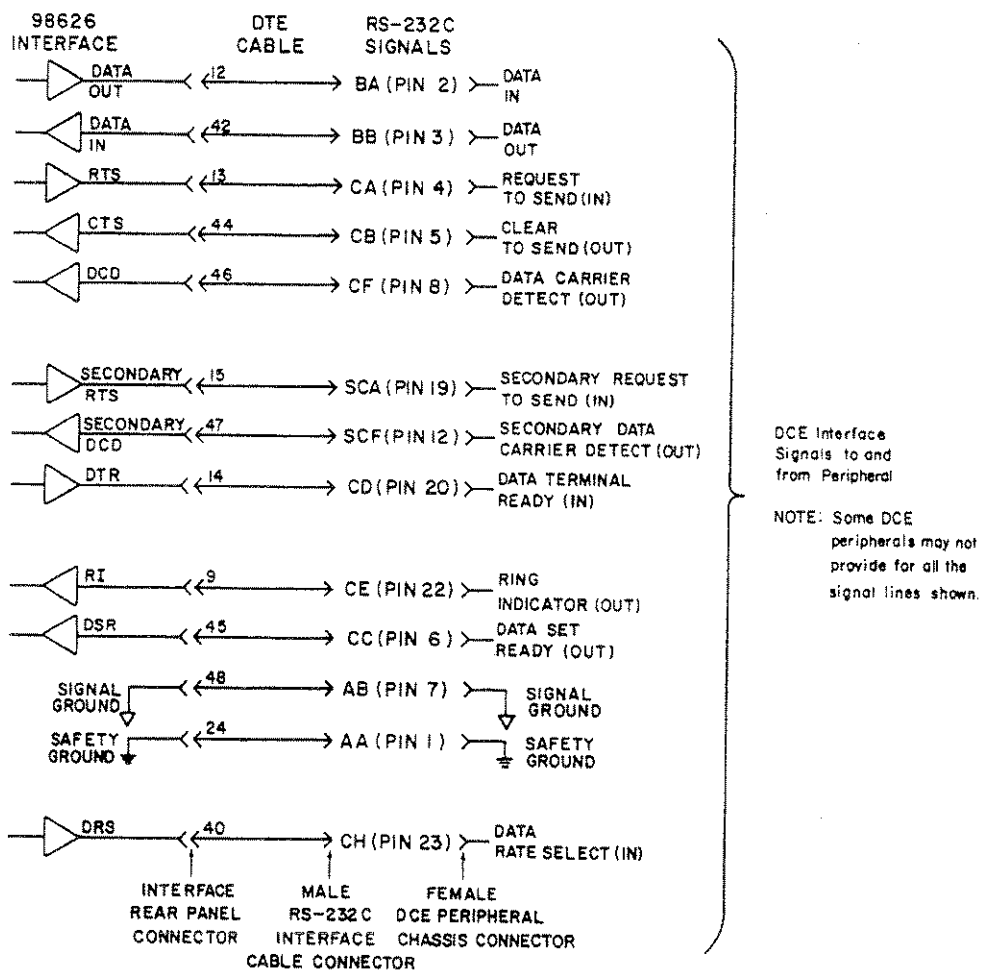 98626 INTERFACE
DTE CABLE
RS-232C SIGNALS
DATA OUT 12 BA (PIN 2) DATA IN
DATA IN 42 BB (PIN 3) DATA OUT
RTS 13 CA (PIN 4) REQUEST TO SEND (IN)
CTS 44 CB (PIN 5) CLEAR TO SEND (OUT)
DCD 46 CF (PIN 8) DATA CARRIER DETECT (OUT)
SECONDARY RTS 15 SCA (PIN 19) SECONDARY REQUEST TO SEND (IN)
SECONDARY DCD 47 SCF (PIN 12) SECONDARY DATA CARRIER DETECT (OUT)
DTR 14 CD (PIN 20) DATA TERMINAL READY (IN)
RI 9 CE (PIN 22) RING INDICATOR (OUT)
DSR 45 CC (PIN 6) DATA SET READY (OUT)
SIGNAL GROUND 48 AB (PIN 7) SIGNAL GROUND
SAFETY GROUND 24 AA (PIN 1) SAFETY GROUND
DRS 40 CH (PIN 23) DATA RATE SELECT (IN)
INTERFACE REAR PANEL CONNECTOR
MALE RS-232C INTERFACE CABLE CONNECTOR
FEMALE DCE PERIPHERAL CHASSIS CONNECTOR
DCE Interface
Signals to and
from Peripheral
NOTE: Some DCE
peripherals may not
provide for all the
signal lines shown.